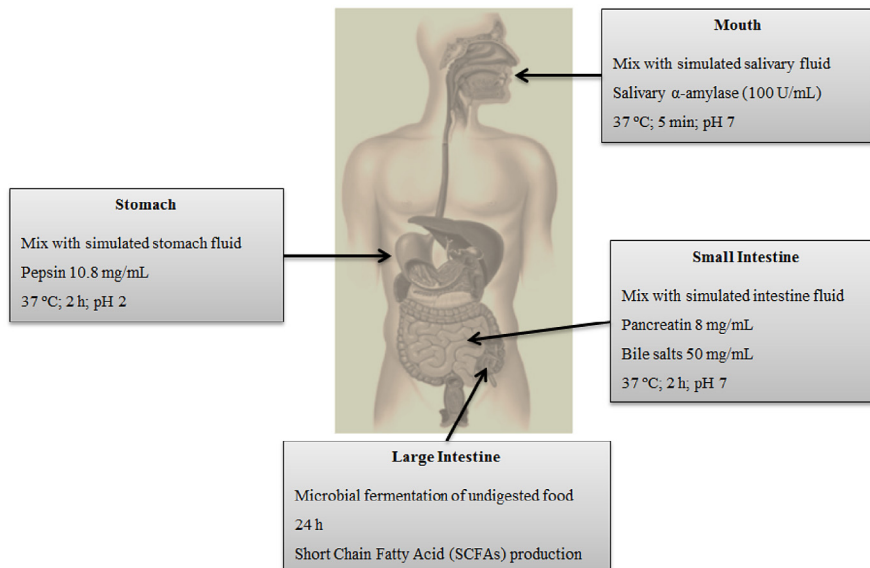 Mouth
Mix with simulated salivary fluid
Salivary α-amylase (100 U/mL)
37 °C; 5 min; pH 7
Stomach
Mix with simulated stomach fluid
Pepsin 10.8 mg/mL
37 °C; 2 h; pH 2
Small Intestine
Mix with simulated intestine fluid
Pancreatin 8 mg/mL
Bile salts 50 mg/mL
37 °C; 2 h; pH 7
Large Intestine
Microbial fermentation of undigested food
24 h
Short Chain Fatty Acid (SCFAs) production